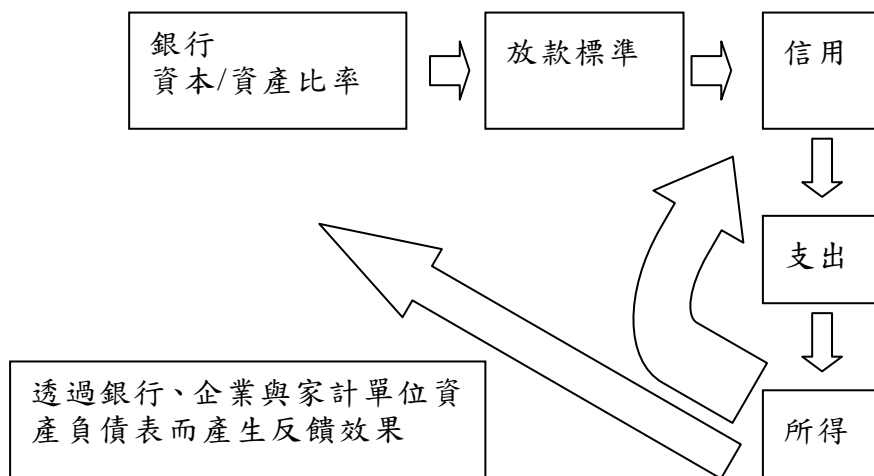 銀行
資本/資產比率
放款標準
信用
支出
透過銀行、企業與家計單位資
產負債表而產生反饋效果
所得